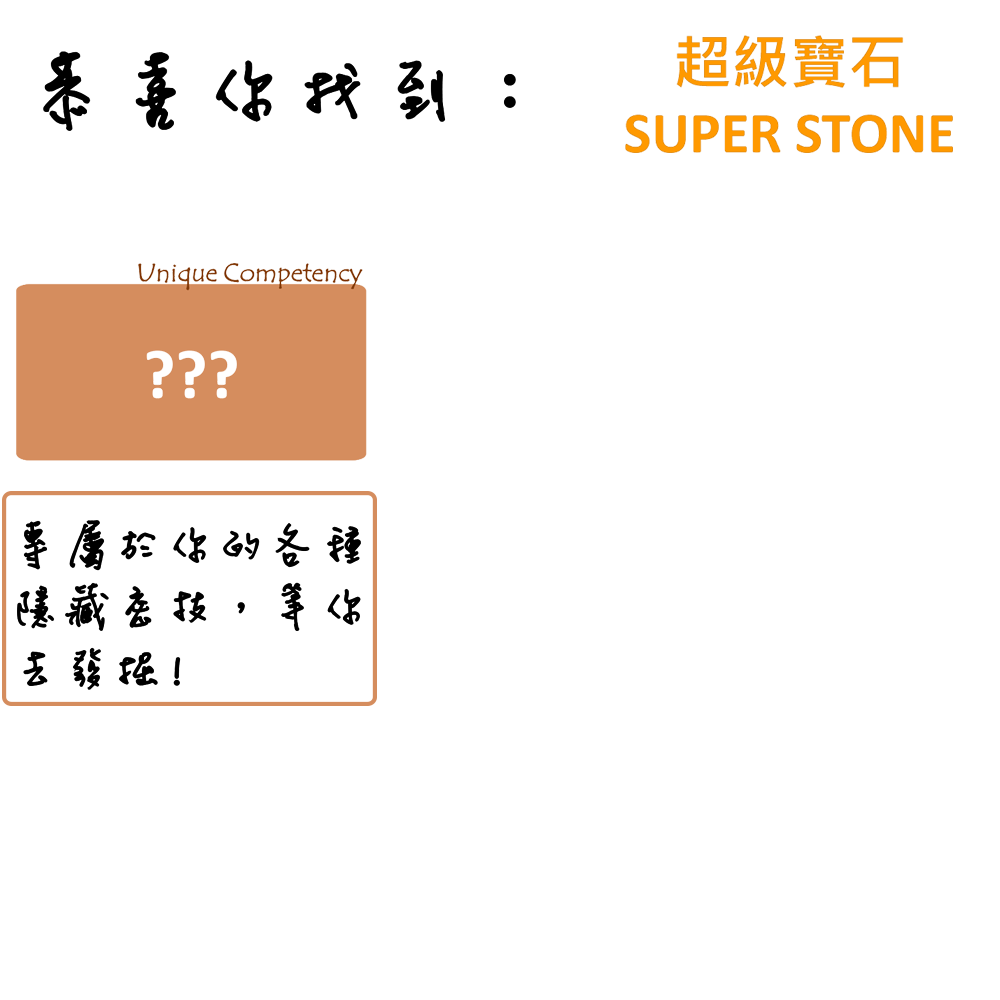 恭喜你找到：
超級寶石
SUPER STONE
Unique Competency
???
專屬於你的各種
隱藏密技，等你
去發掘！